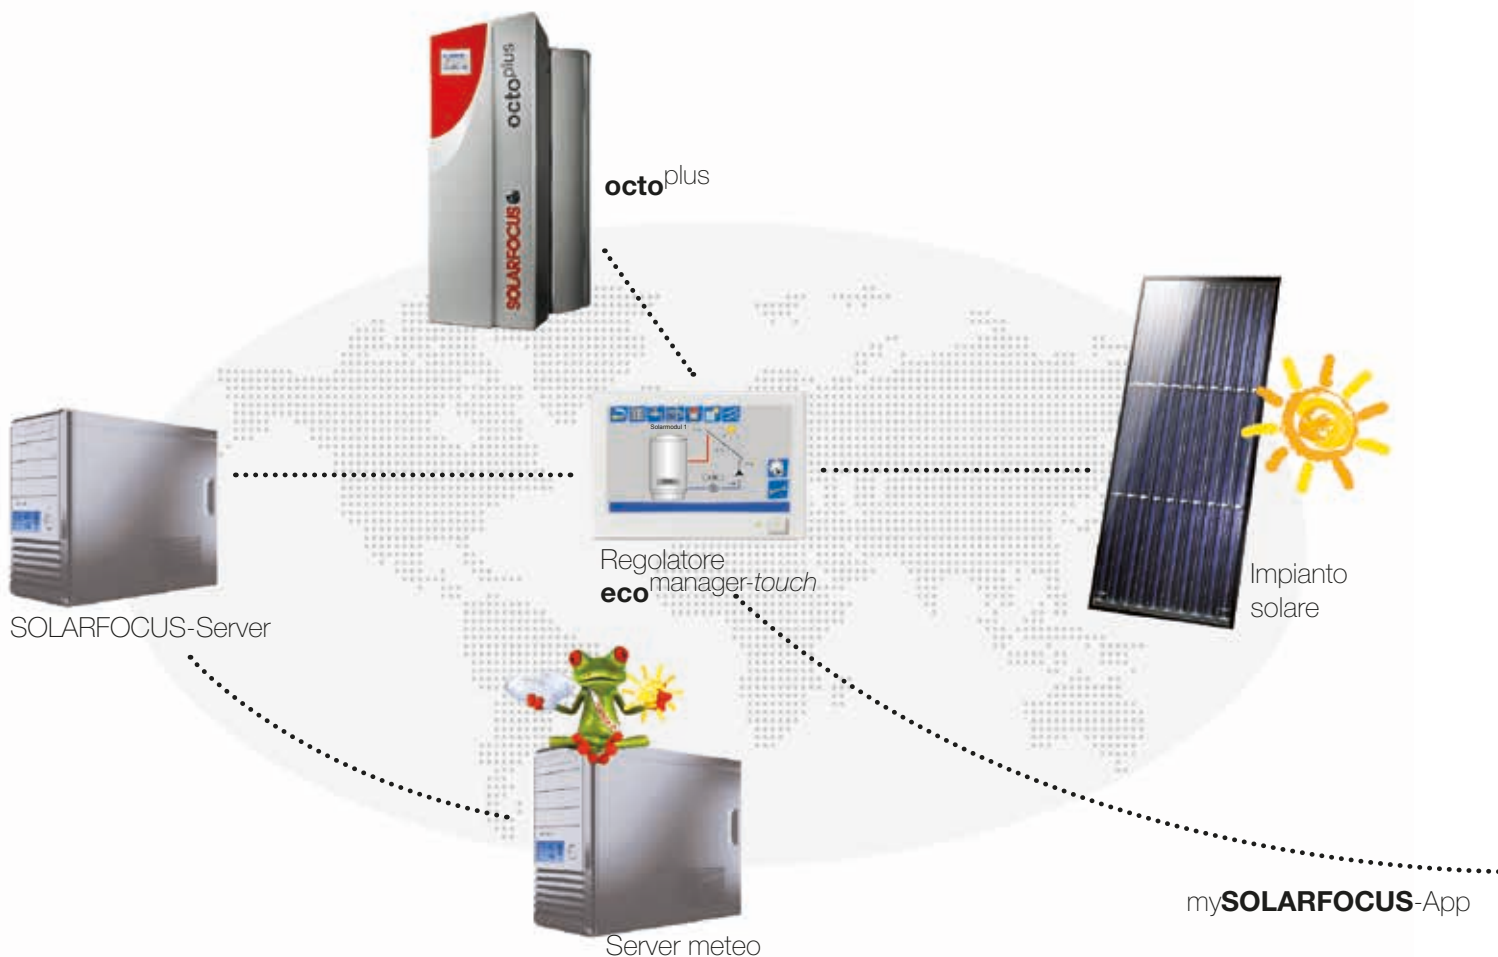 octoplus
SOLARFOCUS
octoplus
Solarmodul 1
Regolatore
ecomanager-touch
Impianto
solare
SOLARFOCUS-Server
mySOLARFOCUS-App
Server meteo